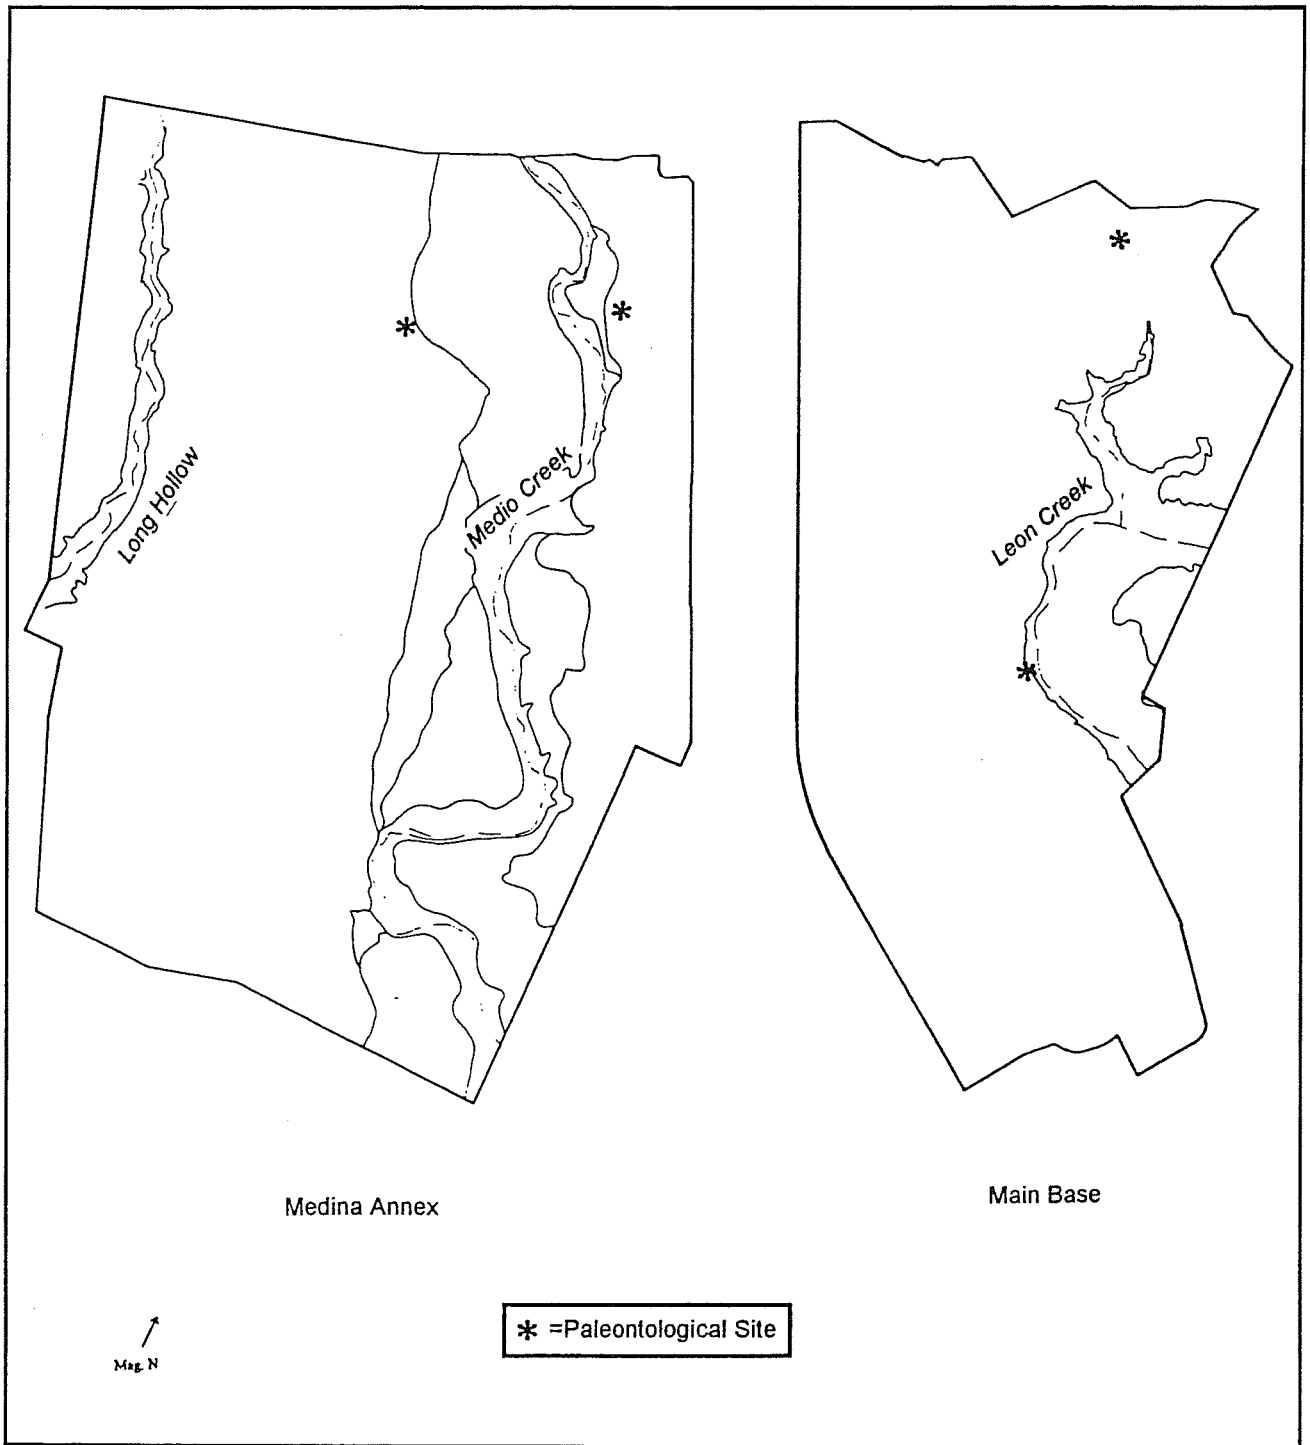 Long Hollow
Medio Creek
Leon Creek
Medina Annex
Main Base
* =Paleontological Site
Mag. N